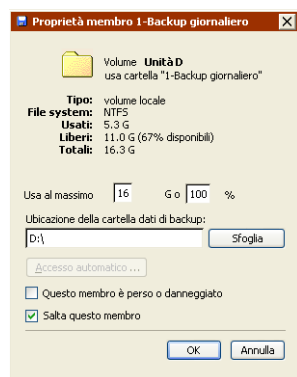 Proprietà membro 1-Backup giornaliero
Volume Unità D
usa cartella "1-Backup giornaliero"
Tipo: volume locale
File system: NTFS
Usati: 5.3 G
Liberi: 11.0 G (67% disponibili)
Totali: 16.3 G
Usa al massimo 16 G o 100 %
Ubicazione della cartella dati di backup:
D:\ Sfoglia
Accesso automatico ...
Questo membro è perso o danneggiato
Salta questo membro
OK Annulla